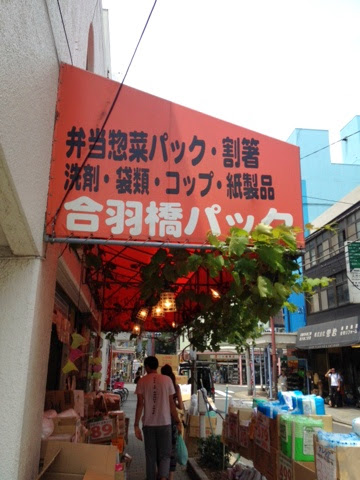 弁当惣菜パック・割箸
洗剤・袋類・コップ・紙製品
合羽橋パック
89